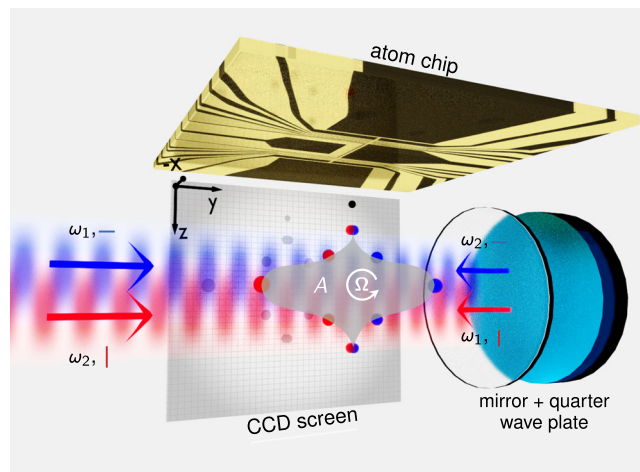 atom chip
-x
y
z
ω₁, —
ω₂, —
A Ω
ω₂, |
ω₁, |
mirror + quarter
wave plate
CCD screen